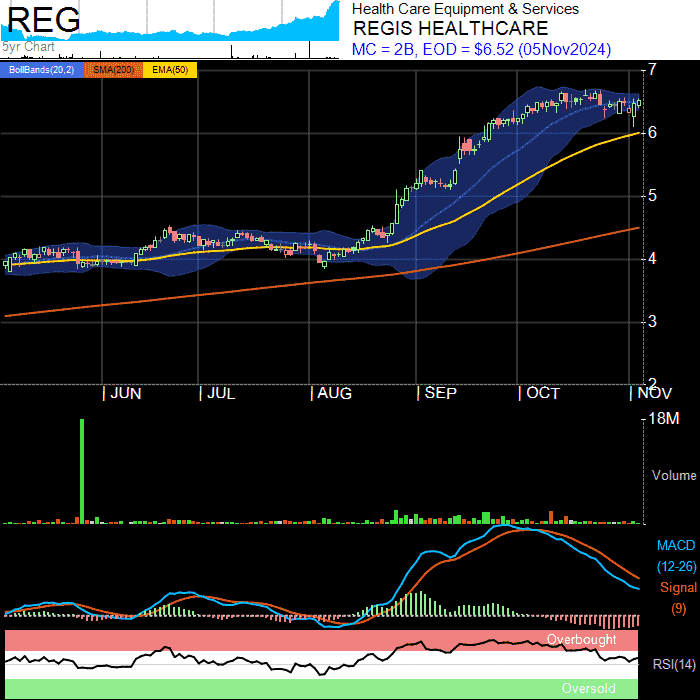 REG
5yr Chart
Health Care Equipment & Services
REGIS HEALTHCARE
MC = 2B, EOD = $6.52 (05Nov2024)
BollBands(20,2) SMA(200) EMA(50)
7
6
5
4
3
2
JUN JUL AUG SEP OCT NOV
18M
Volume
MACD
(12-26)
Signal
(9)
Overbought
RSI(14)
Oversold